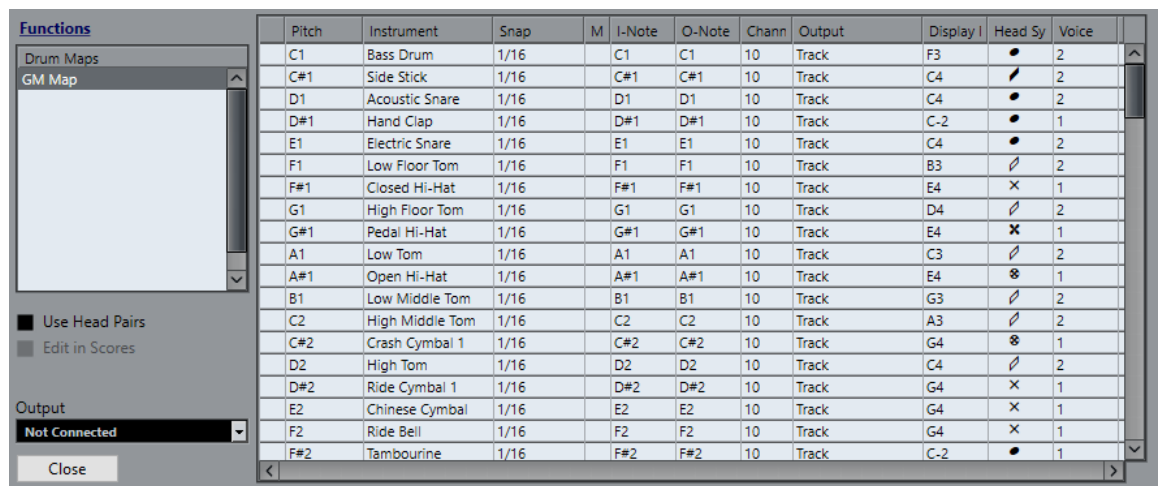 Functions
Drum Maps
GM Map
Use Head Pairs
Edit in Scores
Output
Not Connected
Close
Pitch Instrument Snap M I-Note O-Note Chann Output Display I Head Sy Voice
C1 Bass Drum 1/16 C1 C1 10 Track F3 2
C#1 Side Stick 1/16 C#1 C#1 10 Track C4 2
D1 Acoustic Snare 1/16 D1 D1 10 Track C4 2
D#1 Hand Clap 1/16 D#1 D#1 10 Track C-2 1
E1 Electric Snare 1/16 E1 E1 10 Track C4 2
F1 Low Floor Tom 1/16 F1 F1 10 Track B3 2
F#1 Closed Hi-Hat 1/16 F#1 F#1 10 Track E4 1
G1 High Floor Tom 1/16 G1 G1 10 Track D4 2
G#1 Pedal Hi-Hat 1/16 G#1 G#1 10 Track E4 1
A1 Low Tom 1/16 A1 A1 10 Track C3 2
A#1 Open Hi-Hat 1/16 A#1 A#1 10 Track E4 1
B1 Low Middle Tom 1/16 B1 B1 10 Track G3 2
C2 High Middle Tom 1/16 C2 C2 10 Track A3 2
C#2 Crash Cymbal 1 1/16 C#2 C#2 10 Track G4 1
D2 High Tom 1/16 D2 D2 10 Track C4 2
D#2 Ride Cymbal 1 1/16 D#2 D#2 10 Track G4 1
E2 Chinese Cymbal 1/16 E2 E2 10 Track G4 1
F2 Ride Bell 1/16 F2 F2 10 Track G4 1
F#2 Tambourine 1/16 F#2 F#2 10 Track C-2 1